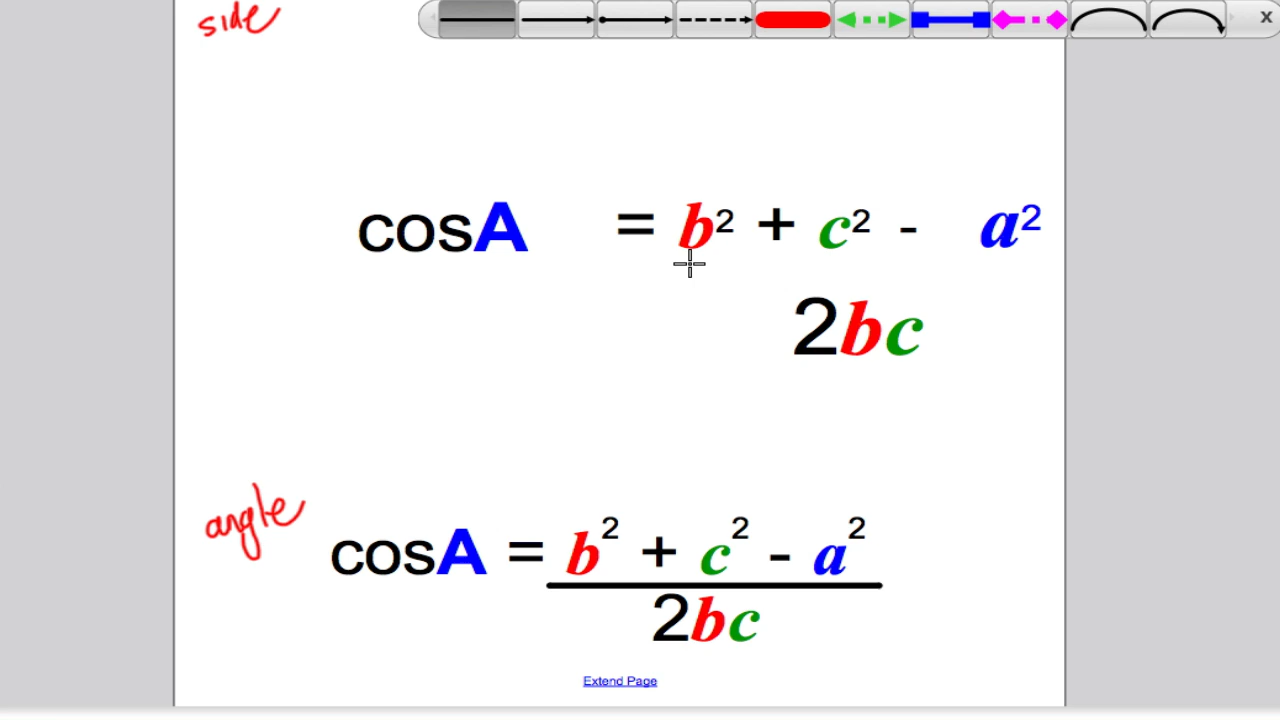 side
cosA = b² + c² - a²
2bc
angle
cosA = b² + c² - a²
2bc
Extend Page